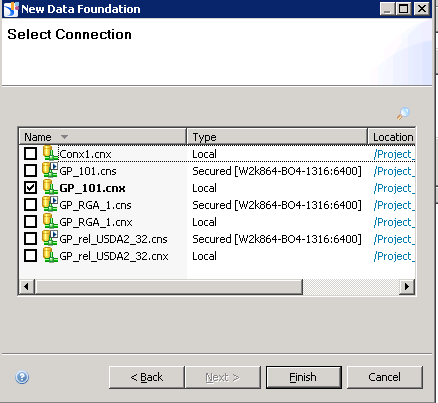 New Data Foundation
Select Connection
Name Type Location
Conx1.cnx Local /Project_
GP_101.cns Secured [W2k864-BO4-1316:6400] /Project_
GP_101.cnx Local /Project_
GP_RGA_1.cns Secured [W2k864-BO4-1316:6400] /Project_
GP_RGA_1.cnx Local /Project_
GP_rel_USDA2_32.cns Secured [W2k864-BO4-1316:6400] /Project_
GP_rel_USDA2_32.cnx Local /Project_
? < Back Next > Finish Cancel